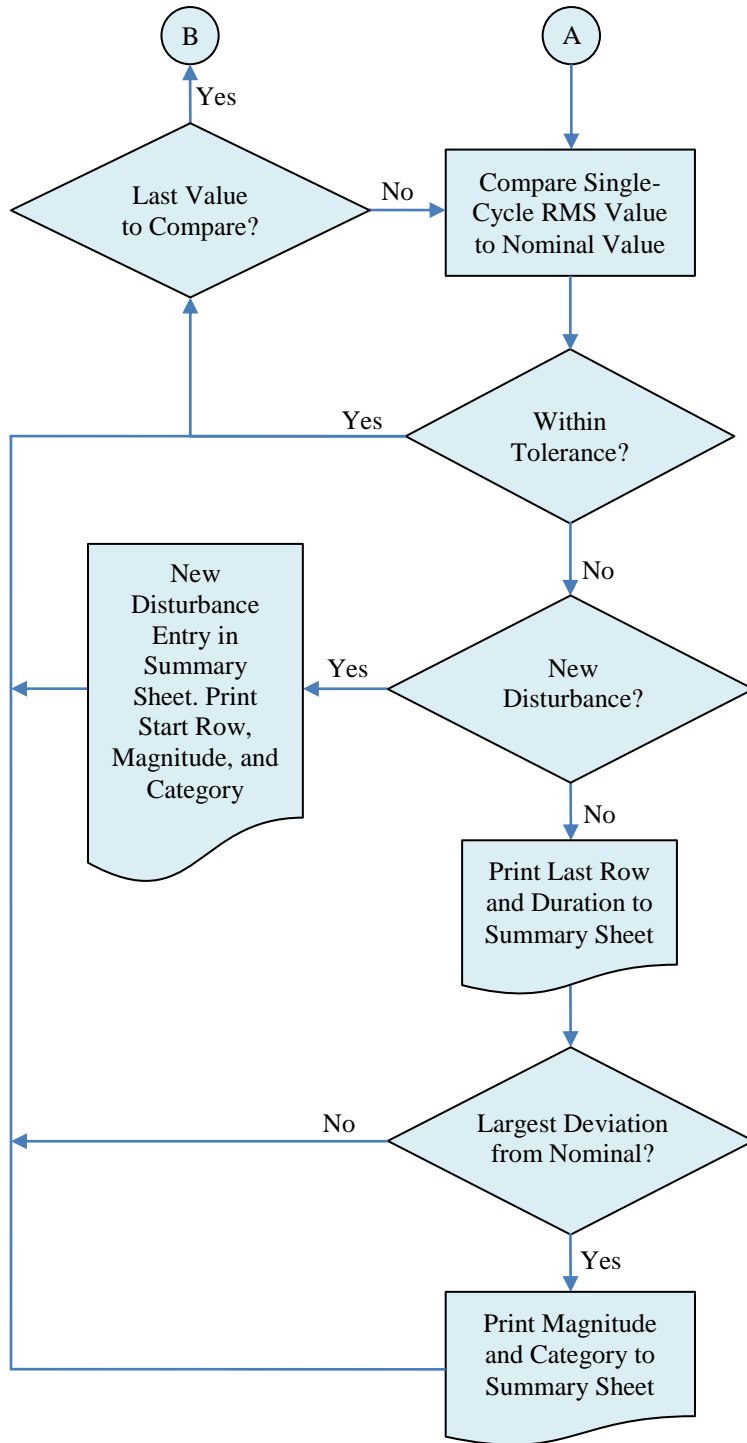 B
A
Yes
Last Value
to Compare?
No
Compare Single-
Cycle RMS Value
to Nominal Value
Yes
Within
Tolerance?
No
New
Disturbance
Entry in
Summary
Sheet. Print
Start Row,
Magnitude, and
Category
Yes
New
Disturbance?
No
Print Last Row
and Duration to
Summary Sheet
No
Largest Deviation
from Nominal?
Yes
Print Magnitude
and Category to
Summary Sheet